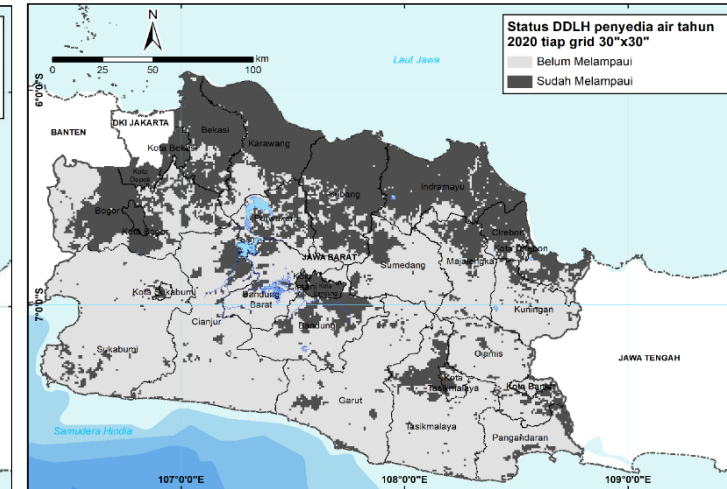 Status DDLH penyedia air tahun
2020 tiap grid 30"x30"
Belum Melampaui
Sudah Melampaui
N
0 25 50 100
km
Laut Jawa
6°0'0"S
BANTEN
DKI JAKARTA
Kota Bekasi
Bekasi
Karawang
Kota
Depok
Subang
Indramayu
Bogor
Kota Bogor
Purwakarta
Cirebon
Kota Cirebon
JAWA BARAT
Sumedang
Majalengka
Kota Sukabumi
7°0'0"S
Bandung
Barat
Kuningan
Cianjur
Bandung
Sukabumi
Ciamis
JAWA TENGAH
Kota
Tasikmalaya
Kota Banjar
Garut
Tasikmalaya
Pangandaran
Samudera Hindia
107°0'0"E
108°0'0"E
109°0'0"E